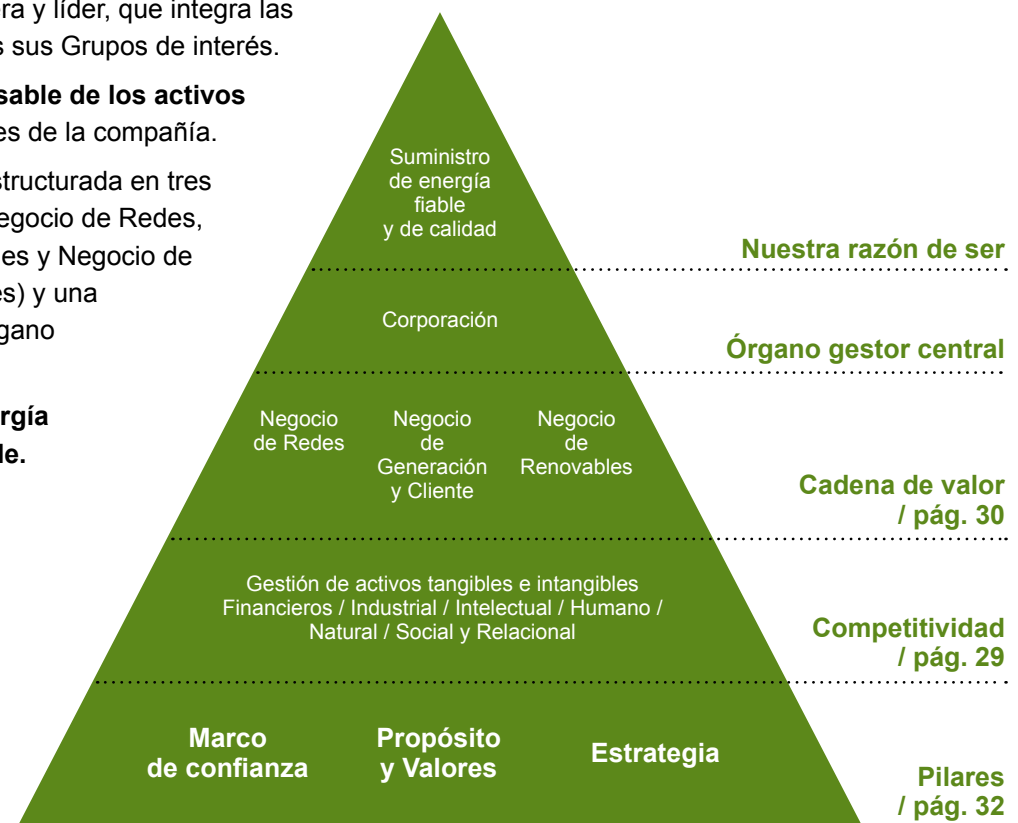 era y líder, que integra las
s sus Grupos de interés.
sable de los activos
es de la compañía.
structurada en tres
egocio de Redes,
es y Negocio de
es) y una
gano
rgía
le.
Suministro
de energía
fiable
y de calidad
Nuestra razón de ser
Corporación
Órgano gestor central
Negocio
de Redes
Negocio
de
Generación
y Cliente
Negocio
de
Renovables
Cadena de valor
/ pág. 30
Gestión de activos tangibles e intangibles
Financieros / Industrial / Intelectual / Humano /
Natural / Social y Relacional
Competitividad
/ pág. 29
Marco
de confianza
Propósito
y Valores
Estrategia
Pilares
/ pág. 32